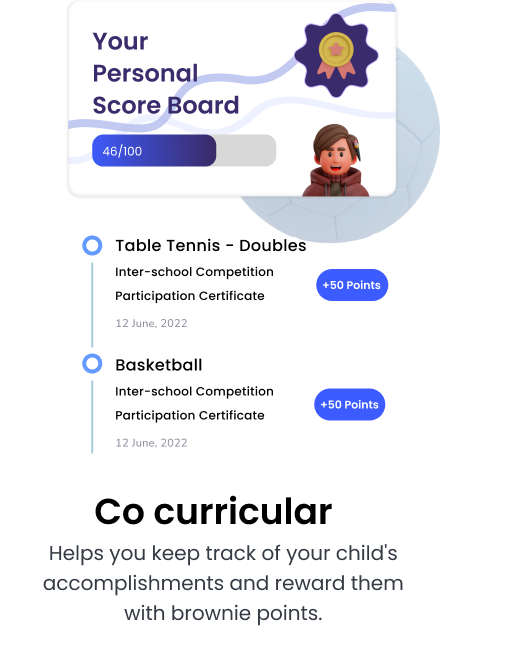 Your
Personal
Score Board
46/100
Table Tennis - Doubles
Inter-school Competition
Participation Certificate
+50 Points
12 June, 2022
Basketball
Inter-school Competition
Participation Certificate
+50 Points
12 June, 2022
Co curricular
Helps you keep track of your child's
accomplishments and reward them
with brownie points.